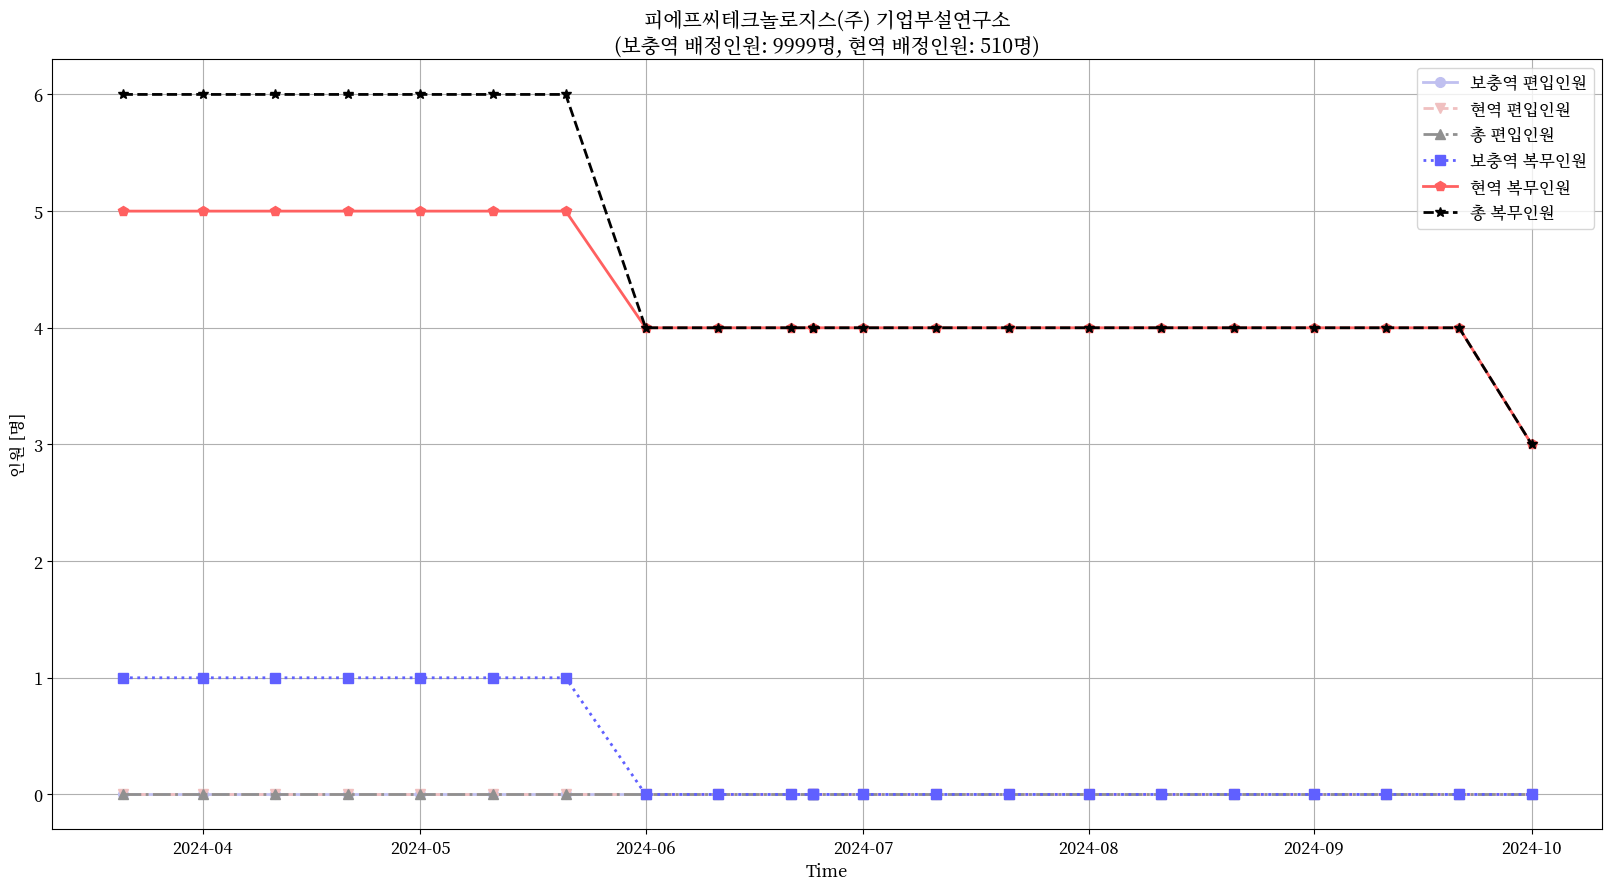 피에프씨테크놀로지스(주) 기업부설연구소
(보충역 배정인원: 9999명, 현역 배정인원: 510명)
보충역 편입인원
현역 편입인원
총 편입인원
보충역 복무인원
현역 복무인원
총 복무인원
인원 [명]
6
5
4
3
2
1
0
2024-04
2024-05
2024-06
2024-07
2024-08
2024-09
2024-10
Time